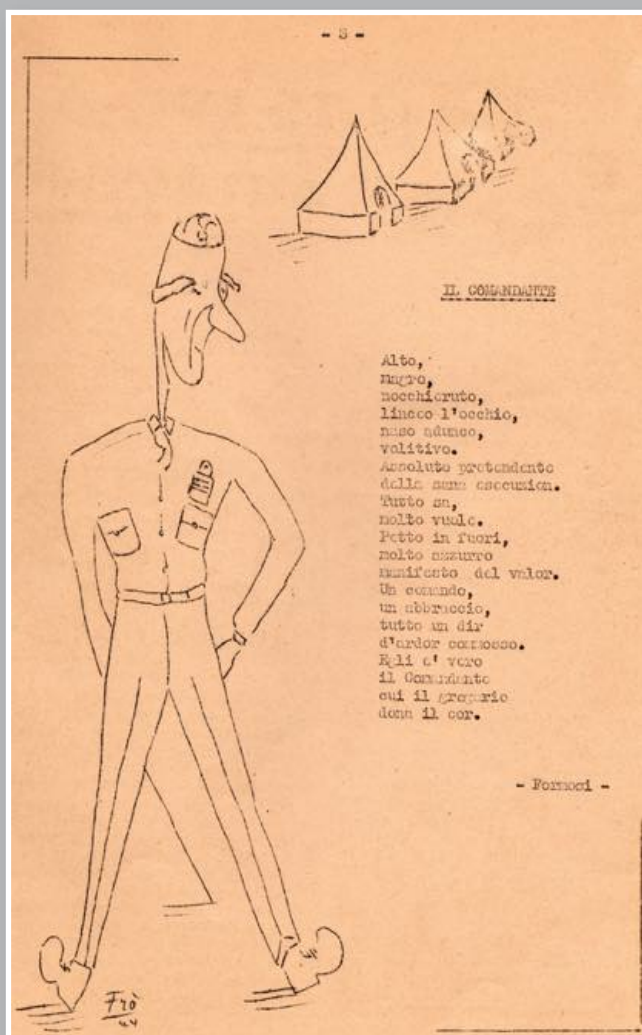 - 3 -
IL COMANDANTE
Alto,
magro,
nocchieruto,
linceo l'occhio,
naso adunco,
volitivo.
Assoluto pretendente
della sana esecuzion.
Tutto sa,
molto vuole.
Petto in fuori,
molto azzurro
manifesto del valor.
Un comando,
un abbraccio,
tutto un dir
d'ardor commosso.
Egli e' vero
il Comandante
cui il gregario
dona il cor.
- Formosi -
Frò
44